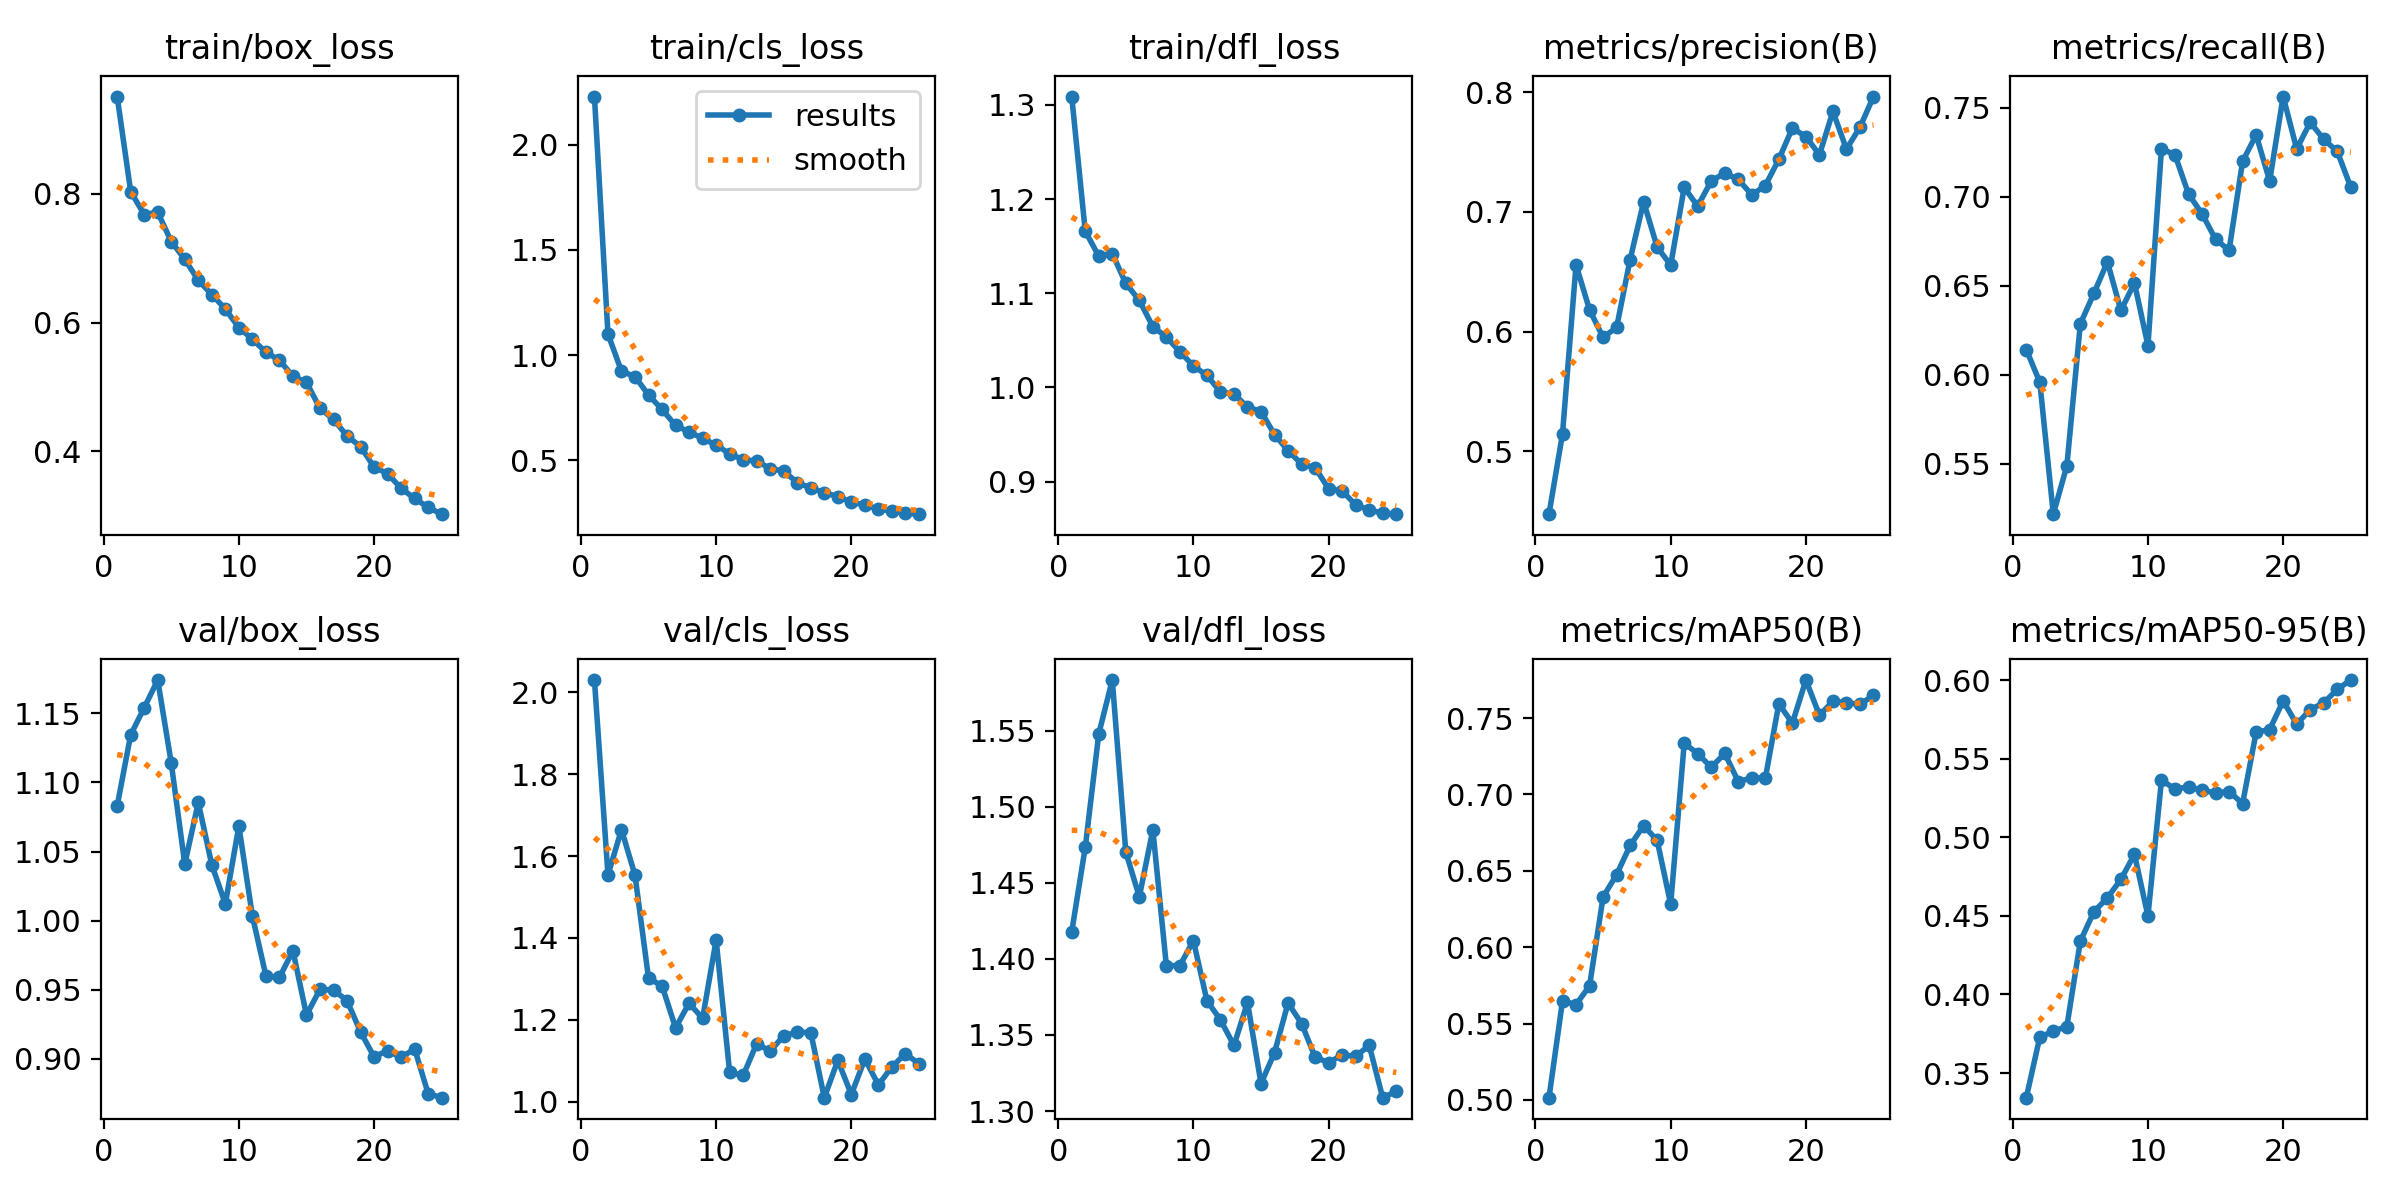 train/box_loss
0.8
0.6
0.4
0 10 20
train/cls_loss
results
smooth
2.0
1.5
1.0
0.5
0 10 20
train/dfl_loss
1.3
1.2
1.1
1.0
0.9
0 10 20
metrics/precision(B)
0.8
0.7
0.6
0.5
0 10 20
metrics/recall(B)
0.75
0.70
0.65
0.60
0.55
0 10 20
val/box_loss
1.15
1.10
1.05
1.00
0.95
0.90
0 10 20
val/cls_loss
2.0
1.8
1.6
1.4
1.2
1.0
0 10 20
val/dfl_loss
1.55
1.50
1.45
1.40
1.35
1.30
0 10 20
metrics/mAP50(B)
0.75
0.70
0.65
0.60
0.55
0.50
0 10 20
metrics/mAP50-95(B)
0.60
0.55
0.50
0.45
0.40
0.35
0 10 20